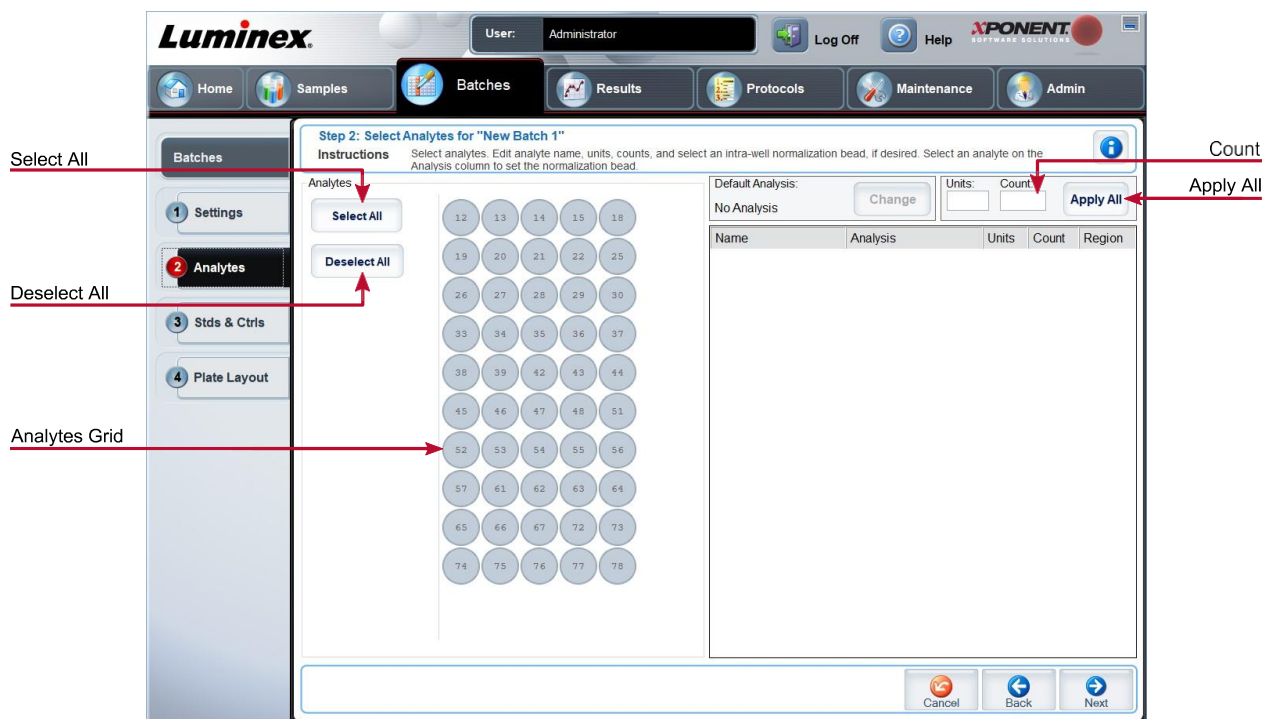 Luminex.
User: Administrator
Log Off
Help
XPONENT.
SOFTWARE SOLUTIONS
Home
Samples
Batches
Results
Protocols
Maintenance
Admin
Select All
Deselect All
Analytes Grid
Count
Apply All
Batches
1 Settings
2 Analytes
3 Stds & Ctrls
4 Plate Layout
Step 2: Select Analytes for "New Batch 1"
Instructions Select analytes. Edit analyte name, units, counts, and select an intra-well normalization bead, if desired. Select an analyte on the
Analysis column to set the normalization bead.
Analytes
Select All
Deselect All
12 13 14 15 18
19 20 21 22 25
26 27 28 29 30
33 34 35 36 37
38 39 42 43 44
45 46 47 48 51
52 53 54 55 56
57 61 62 63 64
65 66 67 72 73
74 75 76 77 78
Default Analysis:
No Analysis
Change
Units: Count:
Apply All
Name Analysis Units Count Region
Cancel Back Next